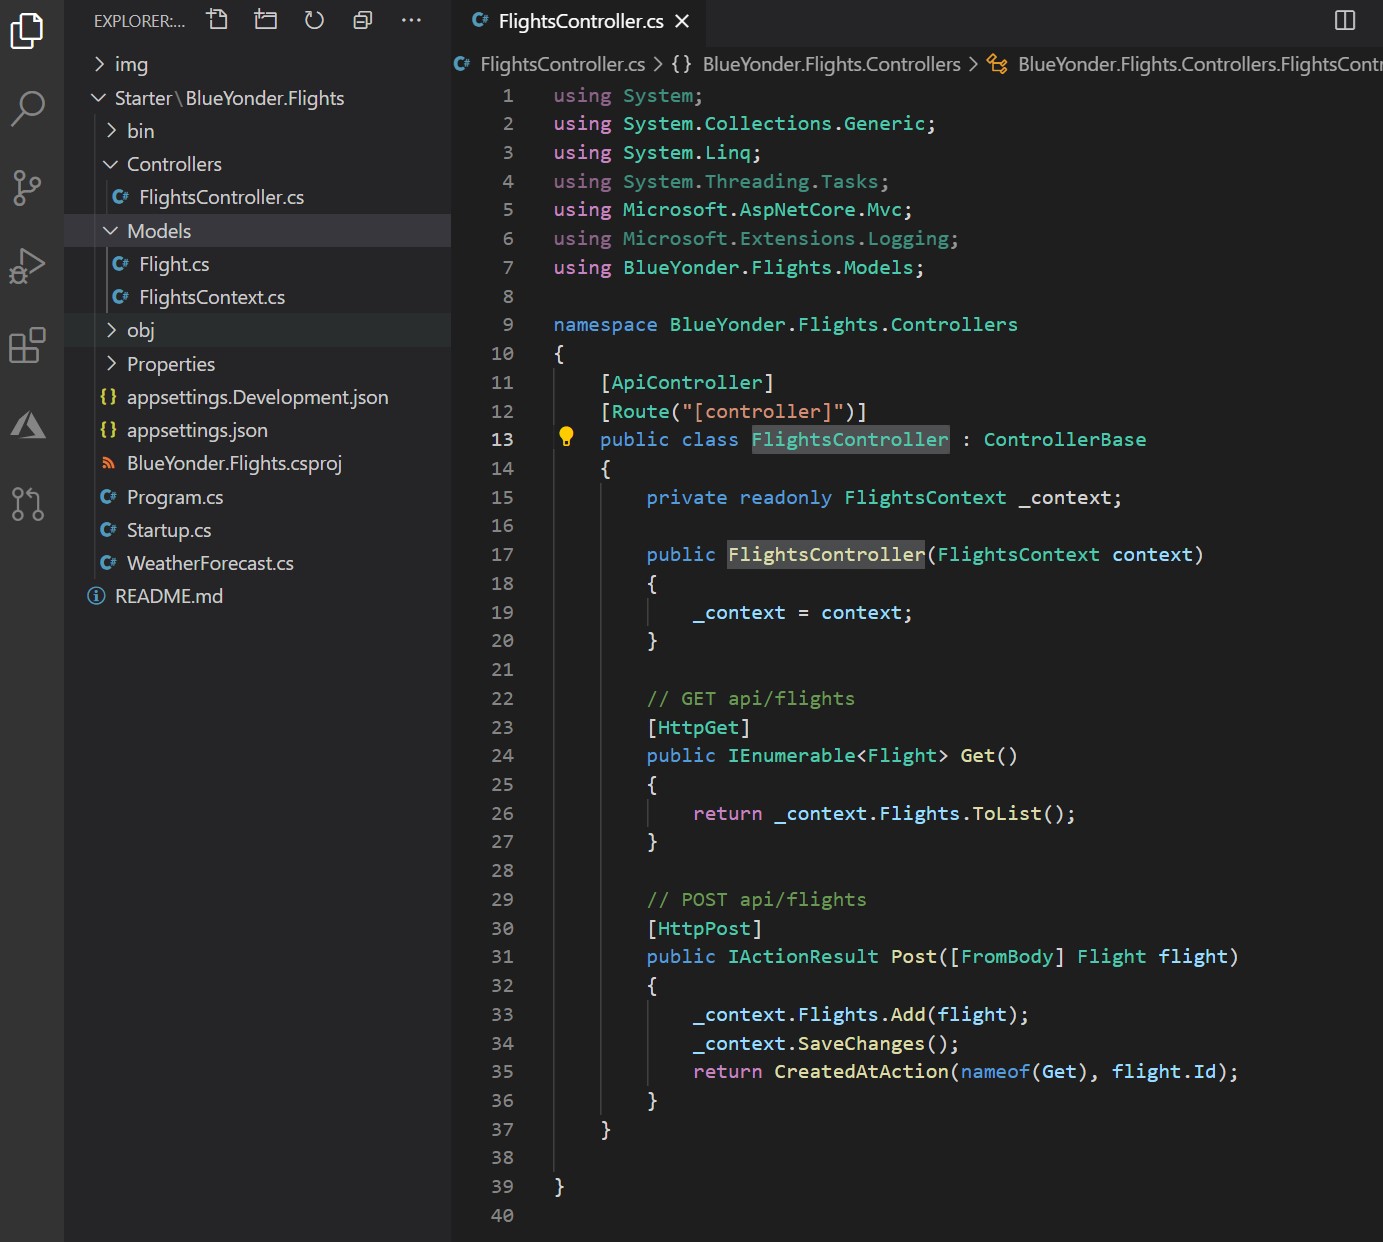 EXPLORER:...
img
Starter\BlueYonder.Flights
bin
Controllers
C# FlightsController.cs
Models
C# Flight.cs
C# FlightsContext.cs
obj
Properties
{} appsettings.Development.json
{} appsettings.json
BlueYonder.Flights.csproj
C# Program.cs
C# Startup.cs
C# WeatherForecast.cs
README.md
C# FlightsController.cs
C# FlightsController.cs > {} BlueYonder.Flights.Controllers > BlueYonder.Flights.Controllers.FlightsContr
1 using System;
2 using System.Collections.Generic;
3 using System.Linq;
4 using System.Threading.Tasks;
5 using Microsoft.AspNetCore.Mvc;
6 using Microsoft.Extensions.Logging;
7 using BlueYonder.Flights.Models;
8
9 namespace BlueYonder.Flights.Controllers
10 {
11 [ApiController]
12 [Route("[controller]")]
13 public class FlightsController : ControllerBase
14 {
15 private readonly FlightsContext _context;
16
17 public FlightsController(FlightsContext context)
18 {
19 _context = context;
20 }
21
22 // GET api/flights
23 [HttpGet]
24 public IEnumerable<Flight> Get()
25 {
26 return _context.Flights.ToList();
27 }
28
29 // POST api/flights
30 [HttpPost]
31 public IActionResult Post([FromBody] Flight flight)
32 {
33 _context.Flights.Add(flight);
34 _context.SaveChanges();
35 return CreatedAtAction(nameof(Get), flight.Id);
36 }
37 }
38
39 }
40